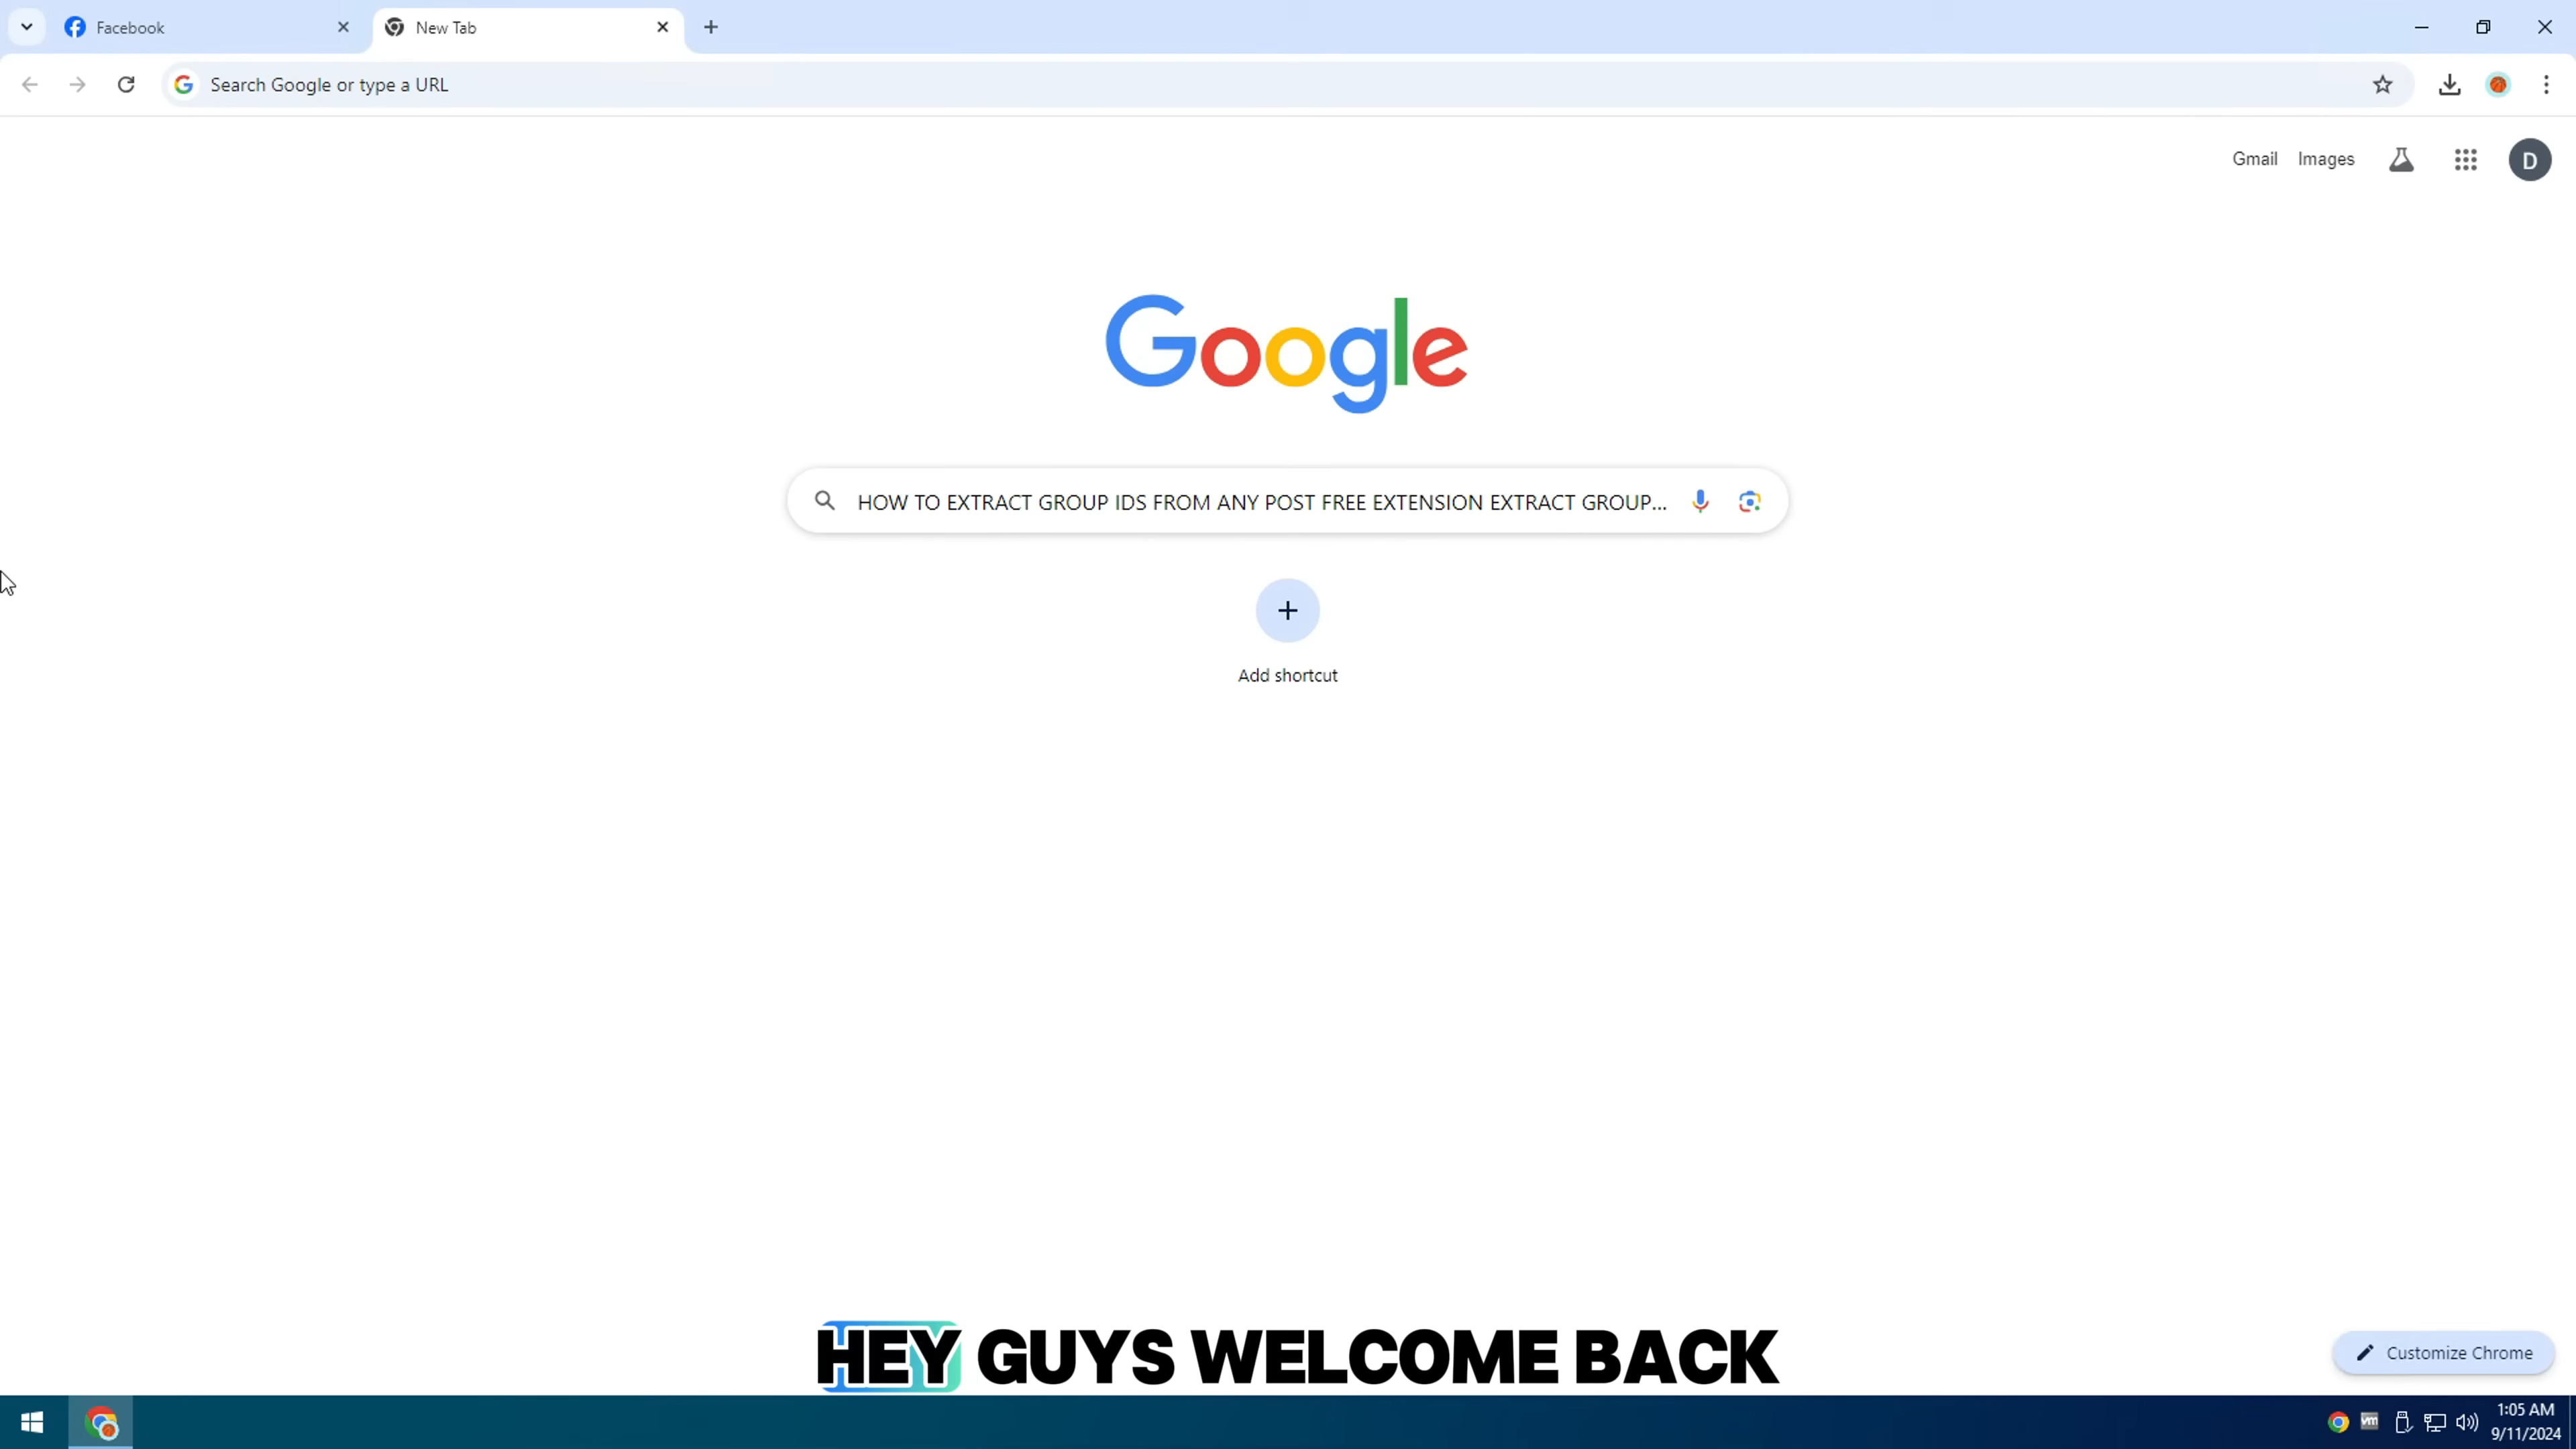 Facebook
New Tab
Search Google or type a URL
Gmail Images D
Google
HOW TO EXTRACT GROUP IDS FROM ANY POST FREE EXTENSION EXTRACT GROUP...
Add shortcut
HEY GUYS WELCOME BACK
Customize Chrome
vm
1:05 AM
9/11/2024